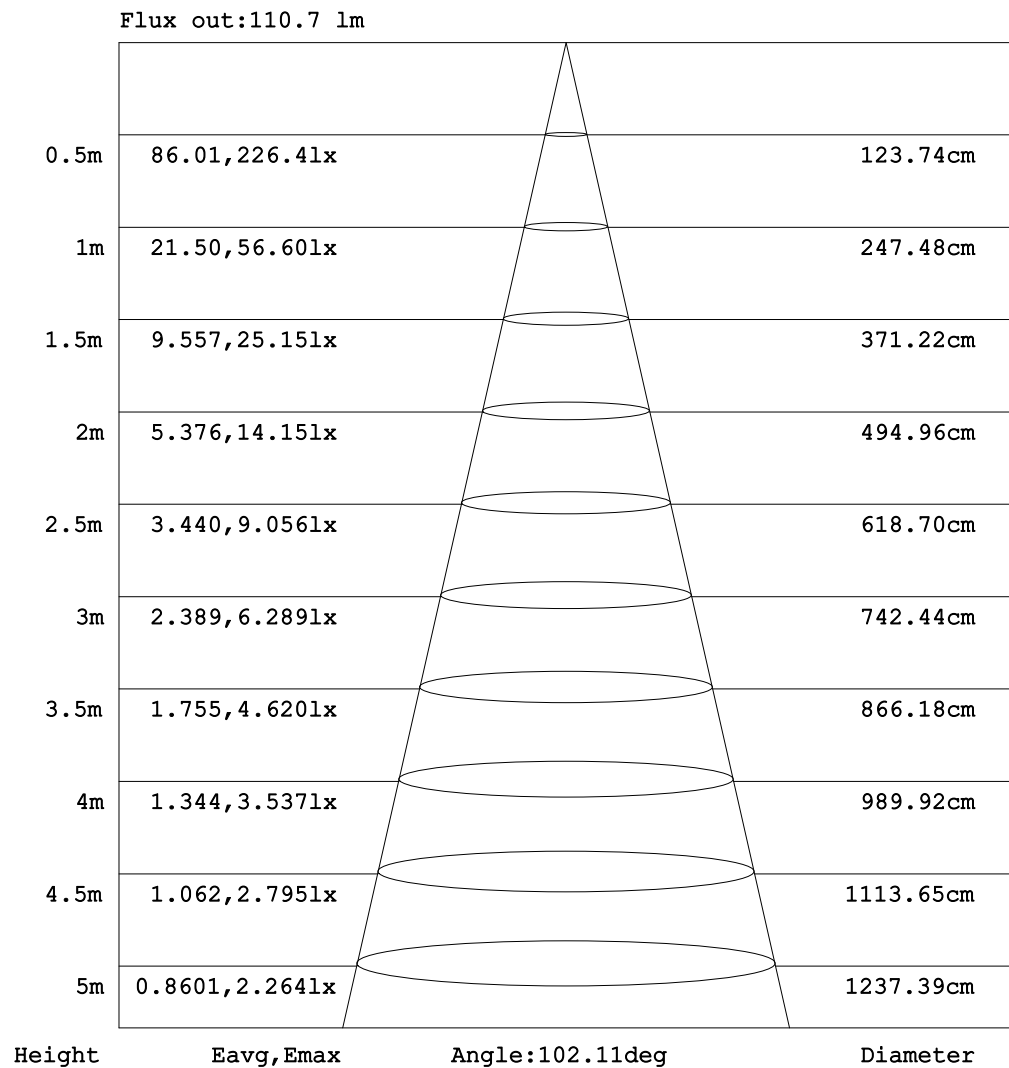 Flux out:110.7 lm
0.5m 86.01,226.4lx 123.74cm
1m 21.50,56.60lx 247.48cm
1.5m 9.557,25.15lx 371.22cm
2m 5.376,14.15lx 494.96cm
2.5m 3.440,9.056lx 618.70cm
3m 2.389,6.289lx 742.44cm
3.5m 1.755,4.620lx 866.18cm
4m 1.344,3.537lx 989.92cm
4.5m 1.062,2.795lx 1113.65cm
5m 0.8601,2.264lx 1237.39cm
Height Eavg,Emax Angle:102.11deg Diameter